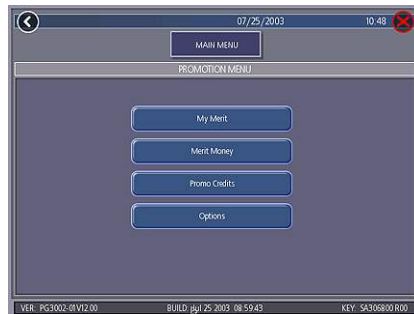 07/25/2003 10:48
MAIN MENU
PROMOTION MENU
My Merit
Merit Money
Promo Credits
Options
VER: PG3002-01V12.00 BUILD: Jul 25 2003 08:59:43 KEY: SA306800 R00